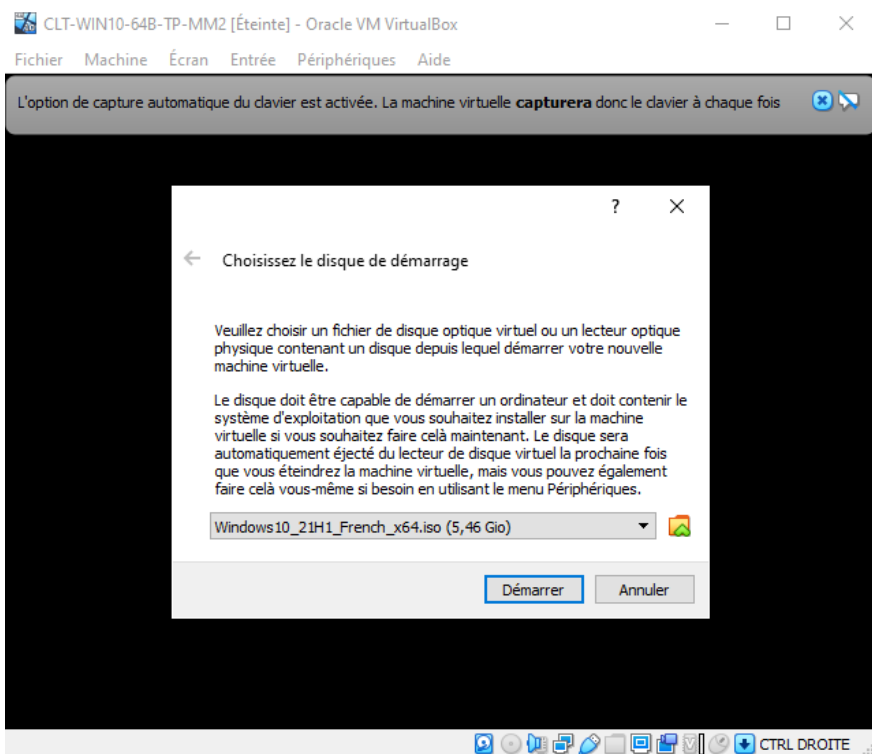 CLT-WIN10-64B-TP-MM2 [Éteinte] - Oracle VM VirtualBox
Fichier Machine Écran Entrée Périphériques Aide
L'option de capture automatique du clavier est activée. La machine virtuelle capturera donc le clavier à chaque fois
?
Choisissez le disque de démarrage
Veuillez choisir un fichier de disque optique virtuel ou un lecteur optique
physique contenant un disque depuis lequel démarrer votre nouvelle
machine virtuelle.
Le disque doit être capable de démarrer un ordinateur et doit contenir le
système d'exploitation que vous souhaitez installer sur la machine
virtuelle si vous souhaitez faire celà maintenant. Le disque sera
automatiquement éjecté du lecteur de disque virtuel la prochaine fois
que vous éteindrez la machine virtuelle, mais vous pouvez également
faire celà vous-même si besoin en utilisant le menu Périphériques.
Windows10_21H1_French_x64.iso (5,46 Gio)
Démarrer Annuler
CTRL DROITE